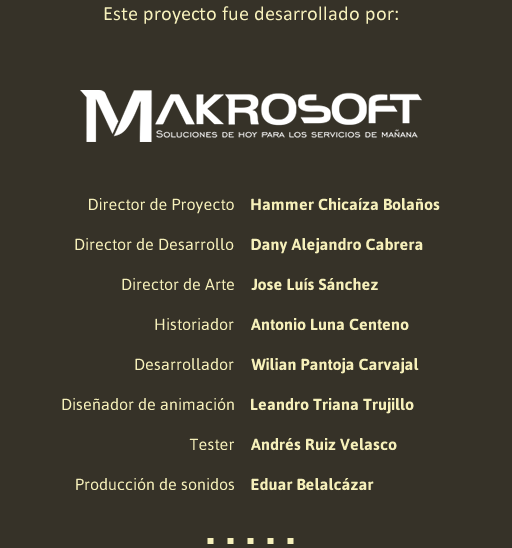 Este proyecto fue desarrollado por:
MAKROSOFT
SOLUCIONES DE HOY PARA LOS SERVICIOS DE MAÑANA
Director de Proyecto Hammer Chicaíza Bolaños
Director de Desarrollo Dany Alejandro Cabrera
Director de Arte Jose Luís Sánchez
Historiador Antonio Luna Centeno
Desarrollador Wilian Pantoja Carvajal
Diseñador de animación Leandro Triana Trujillo
Tester Andrés Ruiz Velasco
Producción de sonidos Eduar Belalcázar